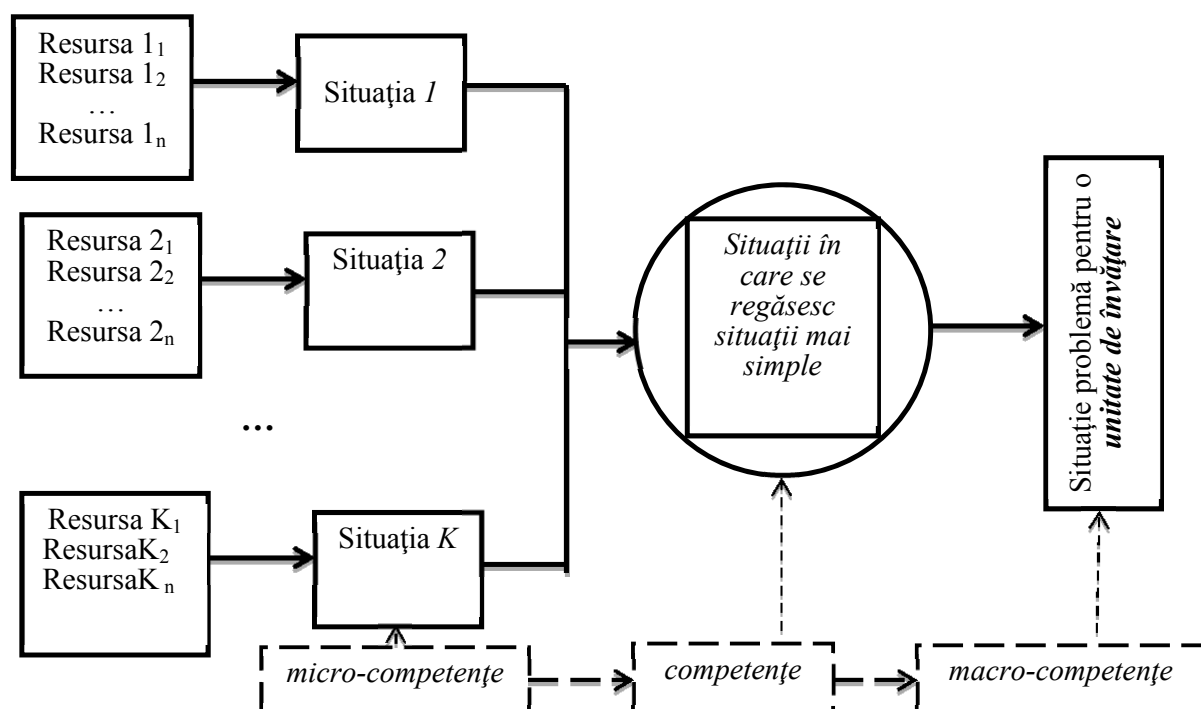 Resursa 1₁
Resursa 1₂
…
Resursa 1ₙ
Situaţia 1
Resursa 2₁
Resursa 2₂
…
Resursa 2ₙ
Situaţia 2
...
Resursa K₁
ResursaK₂
ResursaK ₙ
Situaţia K
Situaţii în
care se
regăsesc
situaţii mai
simple
Situaţie problemă pentru o
unitate de învăţare
micro-competenţe
competenţe
macro-competente